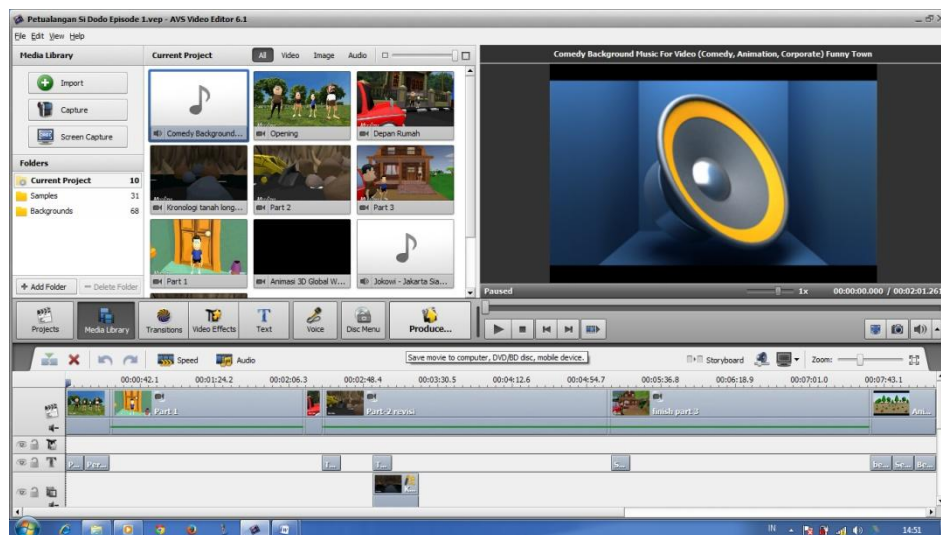 Petualangan Si Dodo Episode 1.vep - AVS Video Editor 6.1
File Edit View Help
Media Library
Current Project
All Video Image Audio
Comedy Background Music For Video (Comedy, Animation, Corporate) Funny Town
Import
Capture
Screen Capture
Comedy Background...
Opening
Depan Rumah
Folders
Current Project 10
Samples 31
Backgrounds 68
Kronologi tanah long...
Part 2
Part 3
Part 1
Animasi 3D Global W...
Jokowi - Jakarta Sia...
+ Add Folder
Delete Folder
Paused
1x
00:00:00.000 / 00:02:01.261
Projects
Media Library
Transitions
Video Effects
Text
Voice
Disc Menu
Produce...
Speed
Audio
Save movie to computer, DVD/BD disc, mobile device.
Storyboard
Zoom:
00:00:42.1 00:01:24.2 00:02:06.3 00:02:48.4 00:03:30.5 00:04:12.6 00:04:54.7 00:05:36.8 00:06:18.9 00:07:01.0 00:07:43.1
Part 1
Part-2 revisi
finish part 3
Ani...
P... Per...
T...
T...
S...
be... Se... Be...
IN
14:51